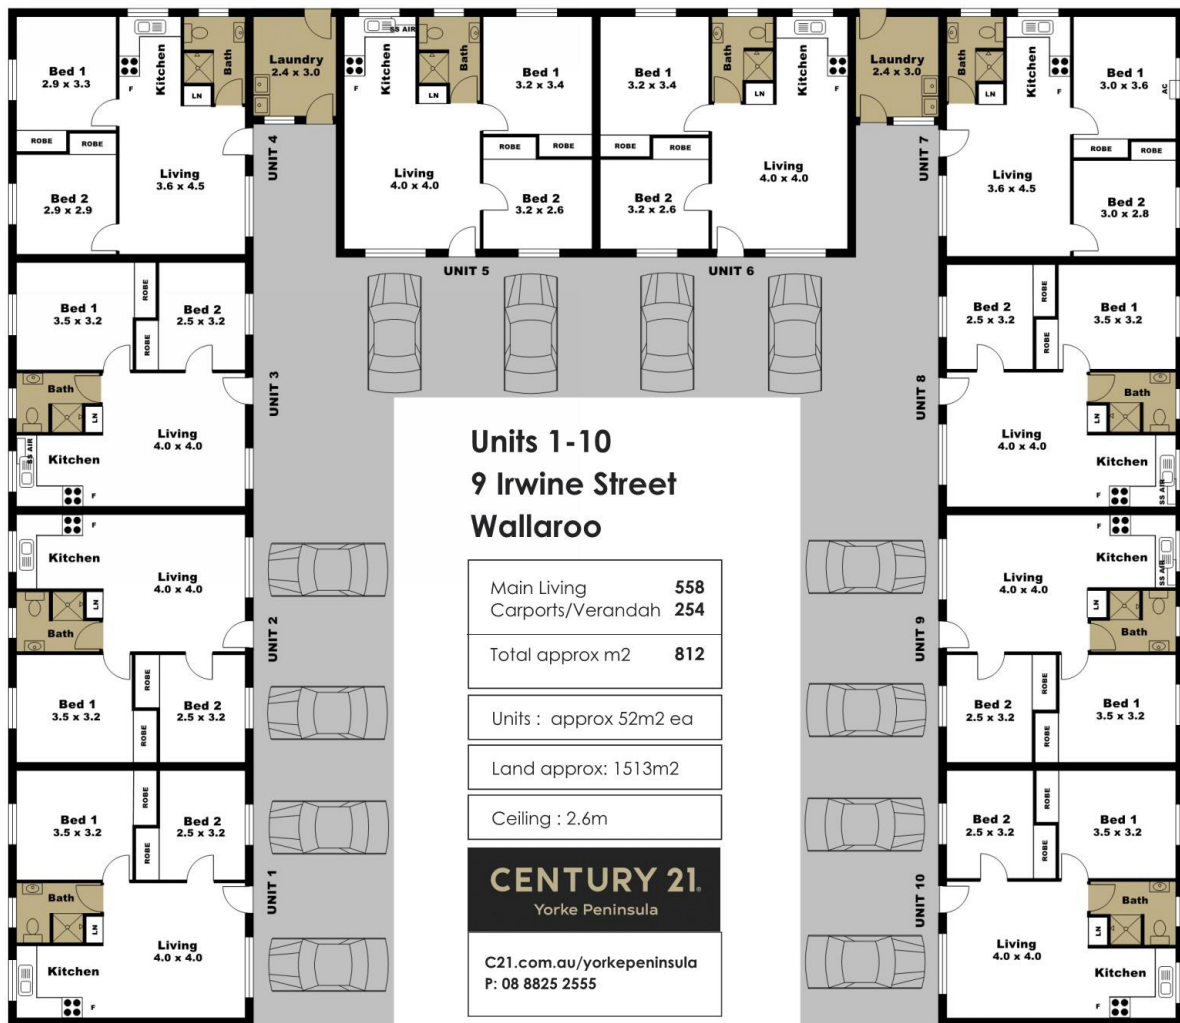 Bed 1
2.9 x 3.3
F
Kitchen
Bath
LN
ROBE
ROBE
Living
3.6 x 4.5
Bed 2
2.9 x 2.9
UNIT 4
Laundry
2.4 x 3.0
SS AIR
Kitchen
F
Bath
LN
Bed 1
3.2 x 3.4
Living
4.0 x 4.0
ROBE
ROBE
Bed 2
3.2 x 2.6
UNIT 5
Bed 1
3.2 x 3.4
Bath
LN
Kitchen
F
ROBE
ROBE
Living
4.0 x 4.0
Bed 2
3.2 x 2.6
UNIT 6
Laundry
2.4 x 3.0
UNIT 7
Bath
LN
Kitchen
F
Bed 1
3.0 x 3.6
AC
Living
3.6 x 4.5
ROBE
ROBE
Bed 2
3.0 x 2.8
Bed 1
3.5 x 3.2
ROBE
ROBE
Bed 2
2.5 x 3.2
UNIT 3
Bath
LN
Living
4.0 x 4.0
SS AIR
Kitchen
F
Bed 2
2.5 x 3.2
ROBE
ROBE
Bed 1
3.5 x 3.2
UNIT 8
Bath
LN
Living
4.0 x 4.0
Kitchen
SS AIR
F
F
Kitchen
Living
4.0 x 4.0
LN
Bath
UNIT 2
Bed 1
3.5 x 3.2
ROBE
ROBE
Bed 2
2.5 x 3.2
F
Kitchen
SS AIR
Living
4.0 x 4.0
LN
Bath
UNIT 9
Bed 2
2.5 x 3.2
ROBE
ROBE
Bed 1
3.5 x 3.2
Bed 1
3.5 x 3.2
ROBE
ROBE
Bed 2
2.5 x 3.2
UNIT 1
Bath
LN
Living
4.0 x 4.0
Kitchen
F
Bed 2
2.5 x 3.2
ROBE
ROBE
Bed 1
3.5 x 3.2
UNIT 10
Bath
LN
Living
4.0 x 4.0
Kitchen
F
Units 1-10
9 Irwine Street
Wallaroo
Main Living 558
Carports/Verandah 254
Total approx m2 812
Units : approx 52m2 ea
Land approx: 1513m2
Ceiling : 2.6m
CENTURY 21.
Yorke Peninsula
C21.com.au/yorkepeninsula
P: 08 8825 2555